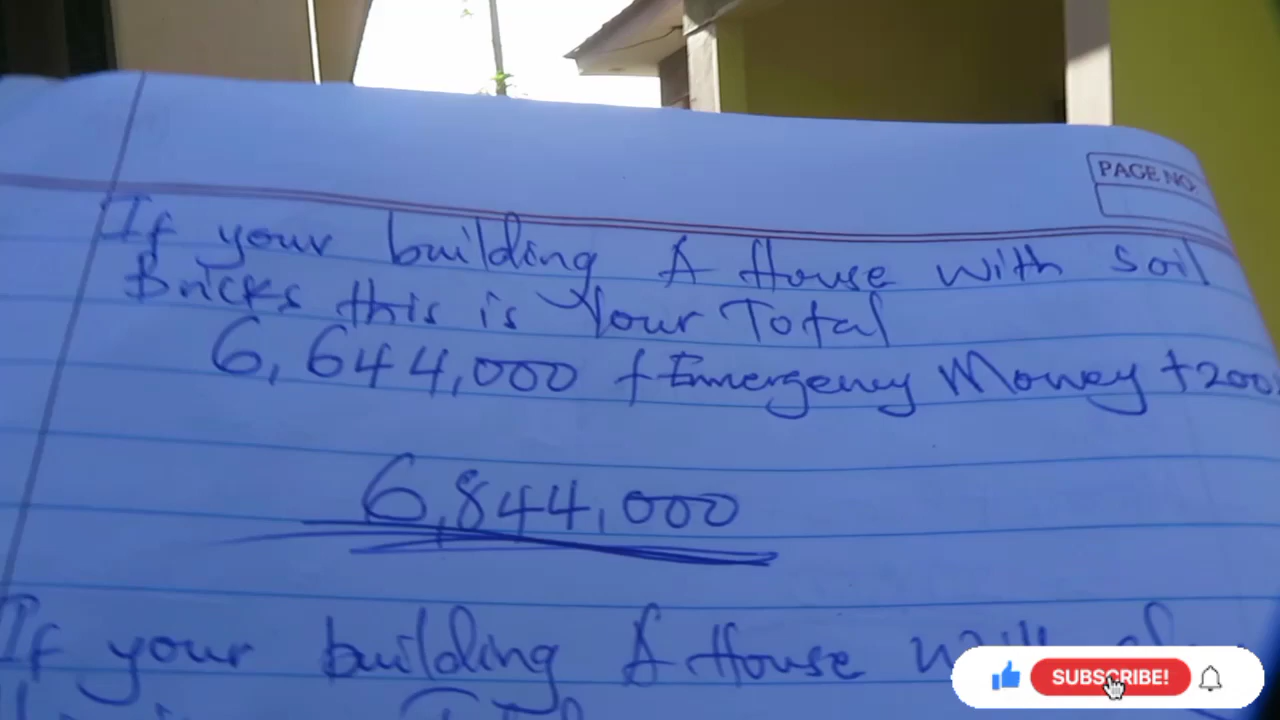 PAGE NO.
If your building A House with Soil
Bricks this is Your Total
6,644,000 + Emergency Money +200
6,844,000
If your building A House with
SUBSCRIBE!